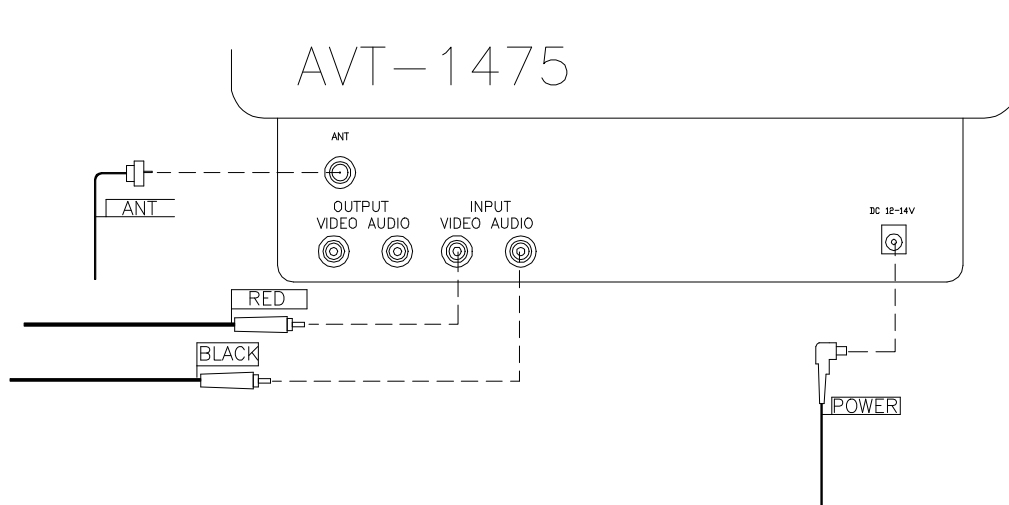 AVT-1475
ANT
ANT
OUTPUT INPUT
VIDEO AUDIO VIDEO AUDIO
DC 12-14V
RED
BLACK
POWER